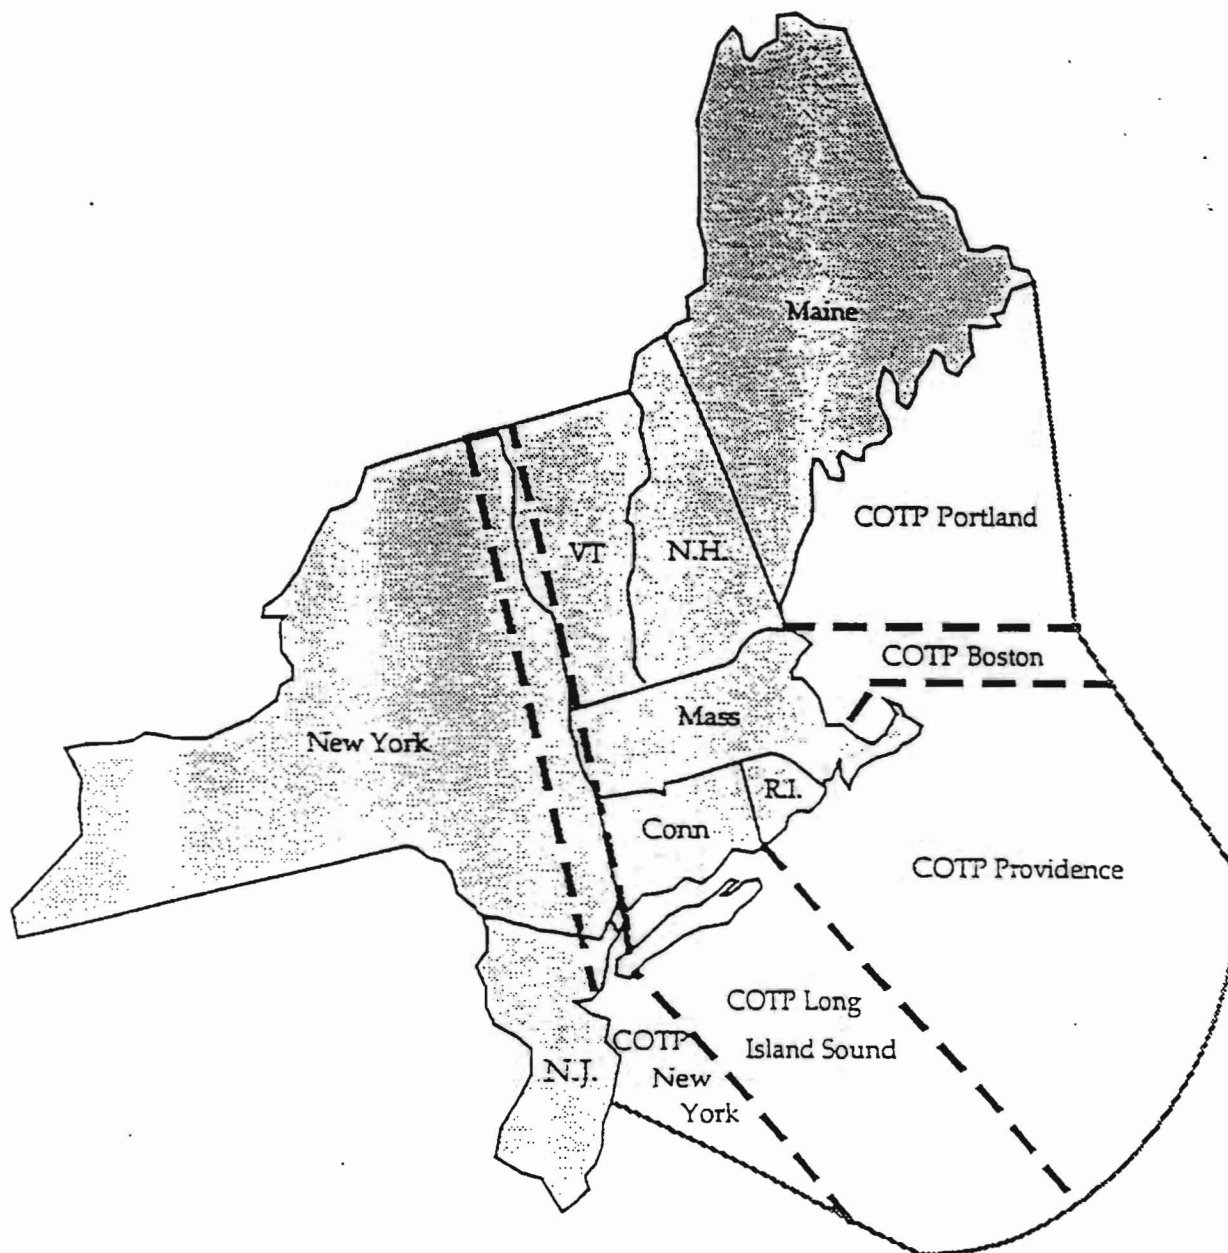 Maine
COTP Portland
VT
N.H.
COTP Boston
Mass
New York
R.I.
Conn
COTP Providence
COTP Long
Island Sound
COTP
New
York
N.J.